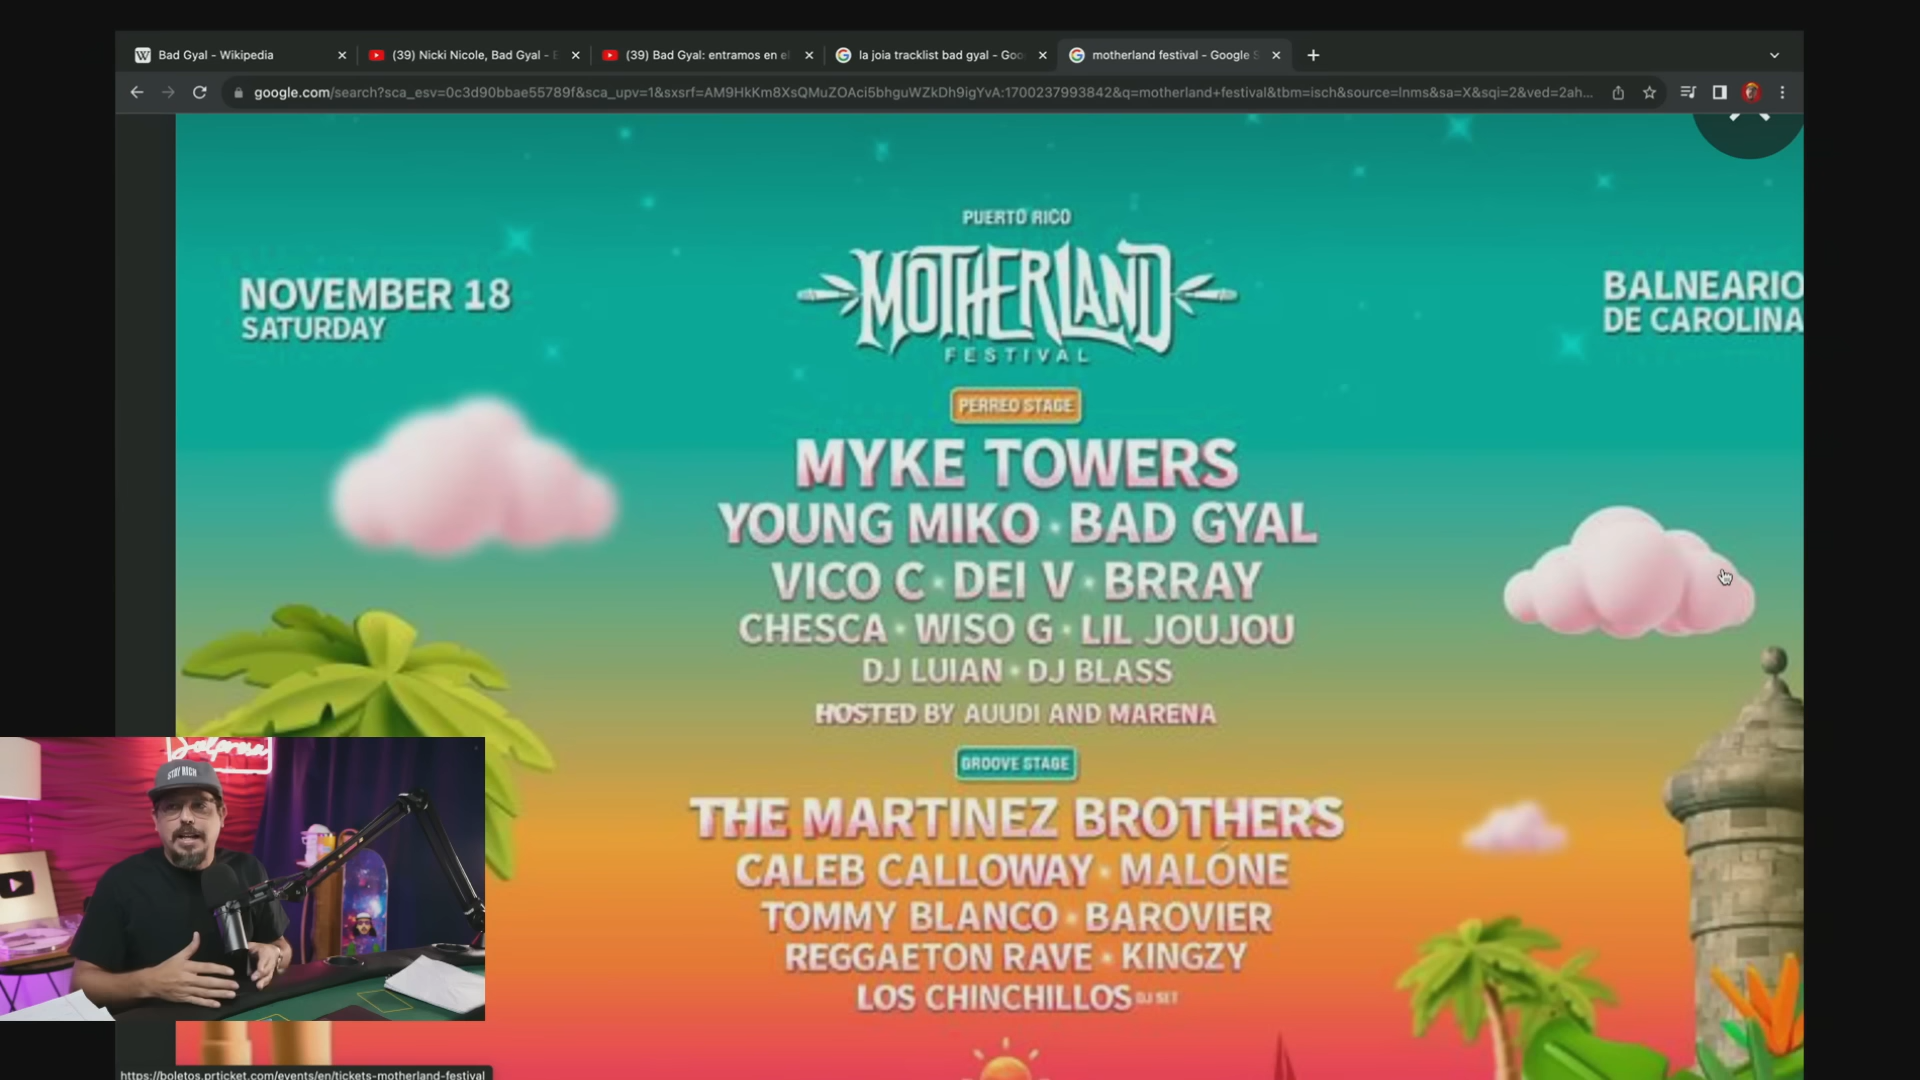 Bad Gyal - Wikipedia
(39) Nicki Nicole, Bad Gyal -
(39) Bad Gyal: entramos en el
la joia tracklist bad gyal - Goo
motherland festival - Google S
google.com/search?sca_esv=0c3d90bbae55789f&sca_upv=1&sxsrf=AM9HkKm8XsQMuZOAci5bhguWZkDh9igYvA:1700237993842&q=motherland+festival&tbm=isch&source=lnms&sa=X&sqi=2&ved=2ah...
PUERTO RICO
MOTHERLAND
FESTIVAL
NOVEMBER 18
SATURDAY
BALNEARIO
DE CAROLINA
PERREO STAGE
MYKE TOWERS
YOUNG MIKO • BAD GYAL
VICO C • DEI V • BRRAY
CHESCA • WISO G • LIL JOUJOU
DJ LUIAN • DJ BLASS
HOSTED BY AUUDI AND MARENA
GROOVE STAGE
THE MARTINEZ BROTHERS
CALEB CALLOWAY • MALÓNE
TOMMY BLANCO • BAROVIER
REGGAETON RAVE • KINGZY
LOS CHINCHILLOS DJ SET
STAY RICH
https://boletos.prticket.com/events/en/tickets-motherland-festival